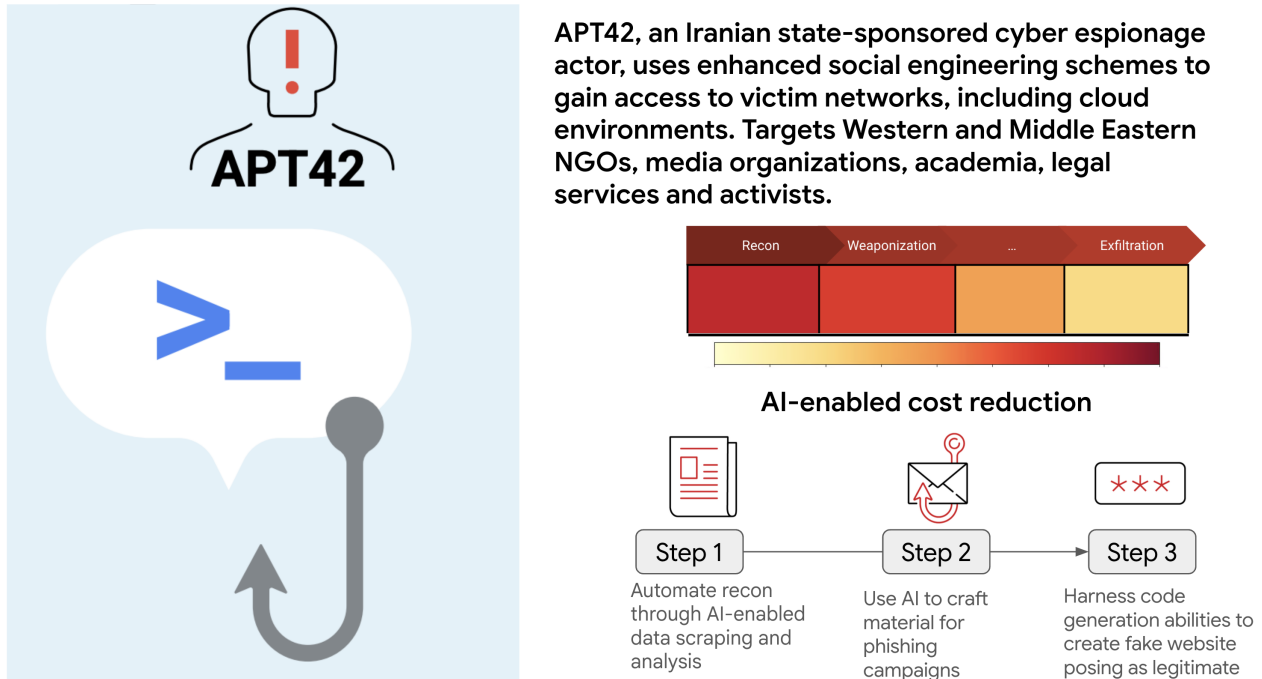 APT42
>_
APT42, an Iranian state-sponsored cyber espionage
actor, uses enhanced social engineering schemes to
gain access to victim networks, including cloud
environments. Targets Western and Middle Eastern
NGOs, media organizations, academia, legal
services and activists.
Recon
Weaponization
...
Exfiltration
AI-enabled cost reduction
***
Step 1
Step 2
Step 3
Automate recon
through AI-enabled
data scraping and
analysis
Use AI to craft
material for
phishing
campaigns
Harness code
generation abilities to
create fake website
posing as legitimate